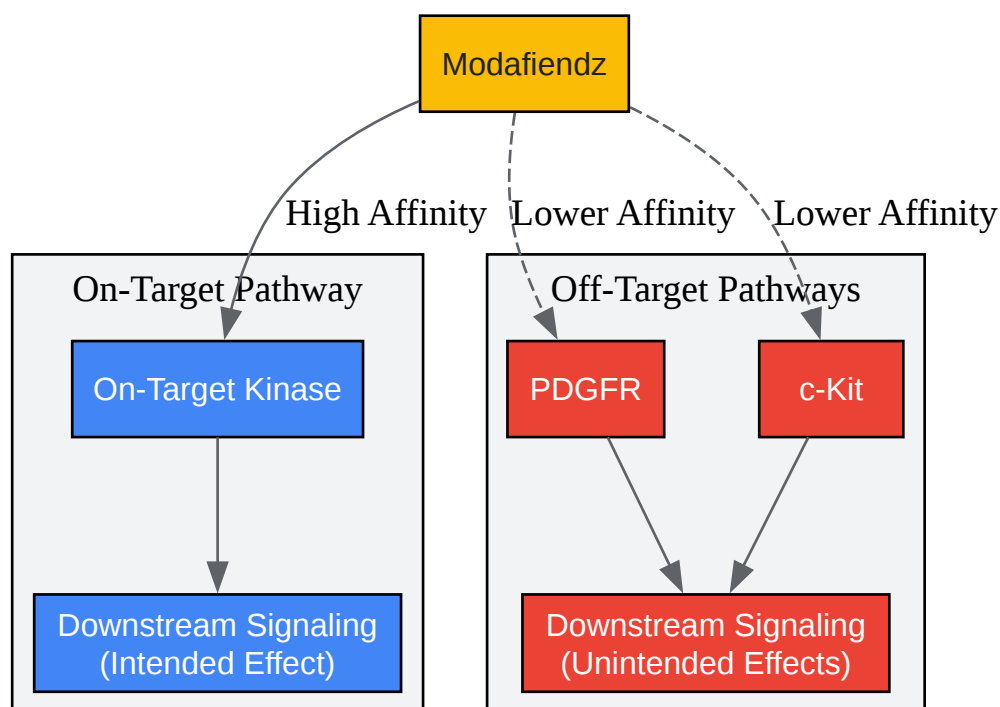 Modafiendz
High Affinity
Lower Affinity
Lower Affinity
On-Target Pathway
Off-Target Pathways
On-Target Kinase
PDGFR
c-Kit
Downstream Signaling
(Intended Effect)
Downstream Signaling
(Unintended Effects)